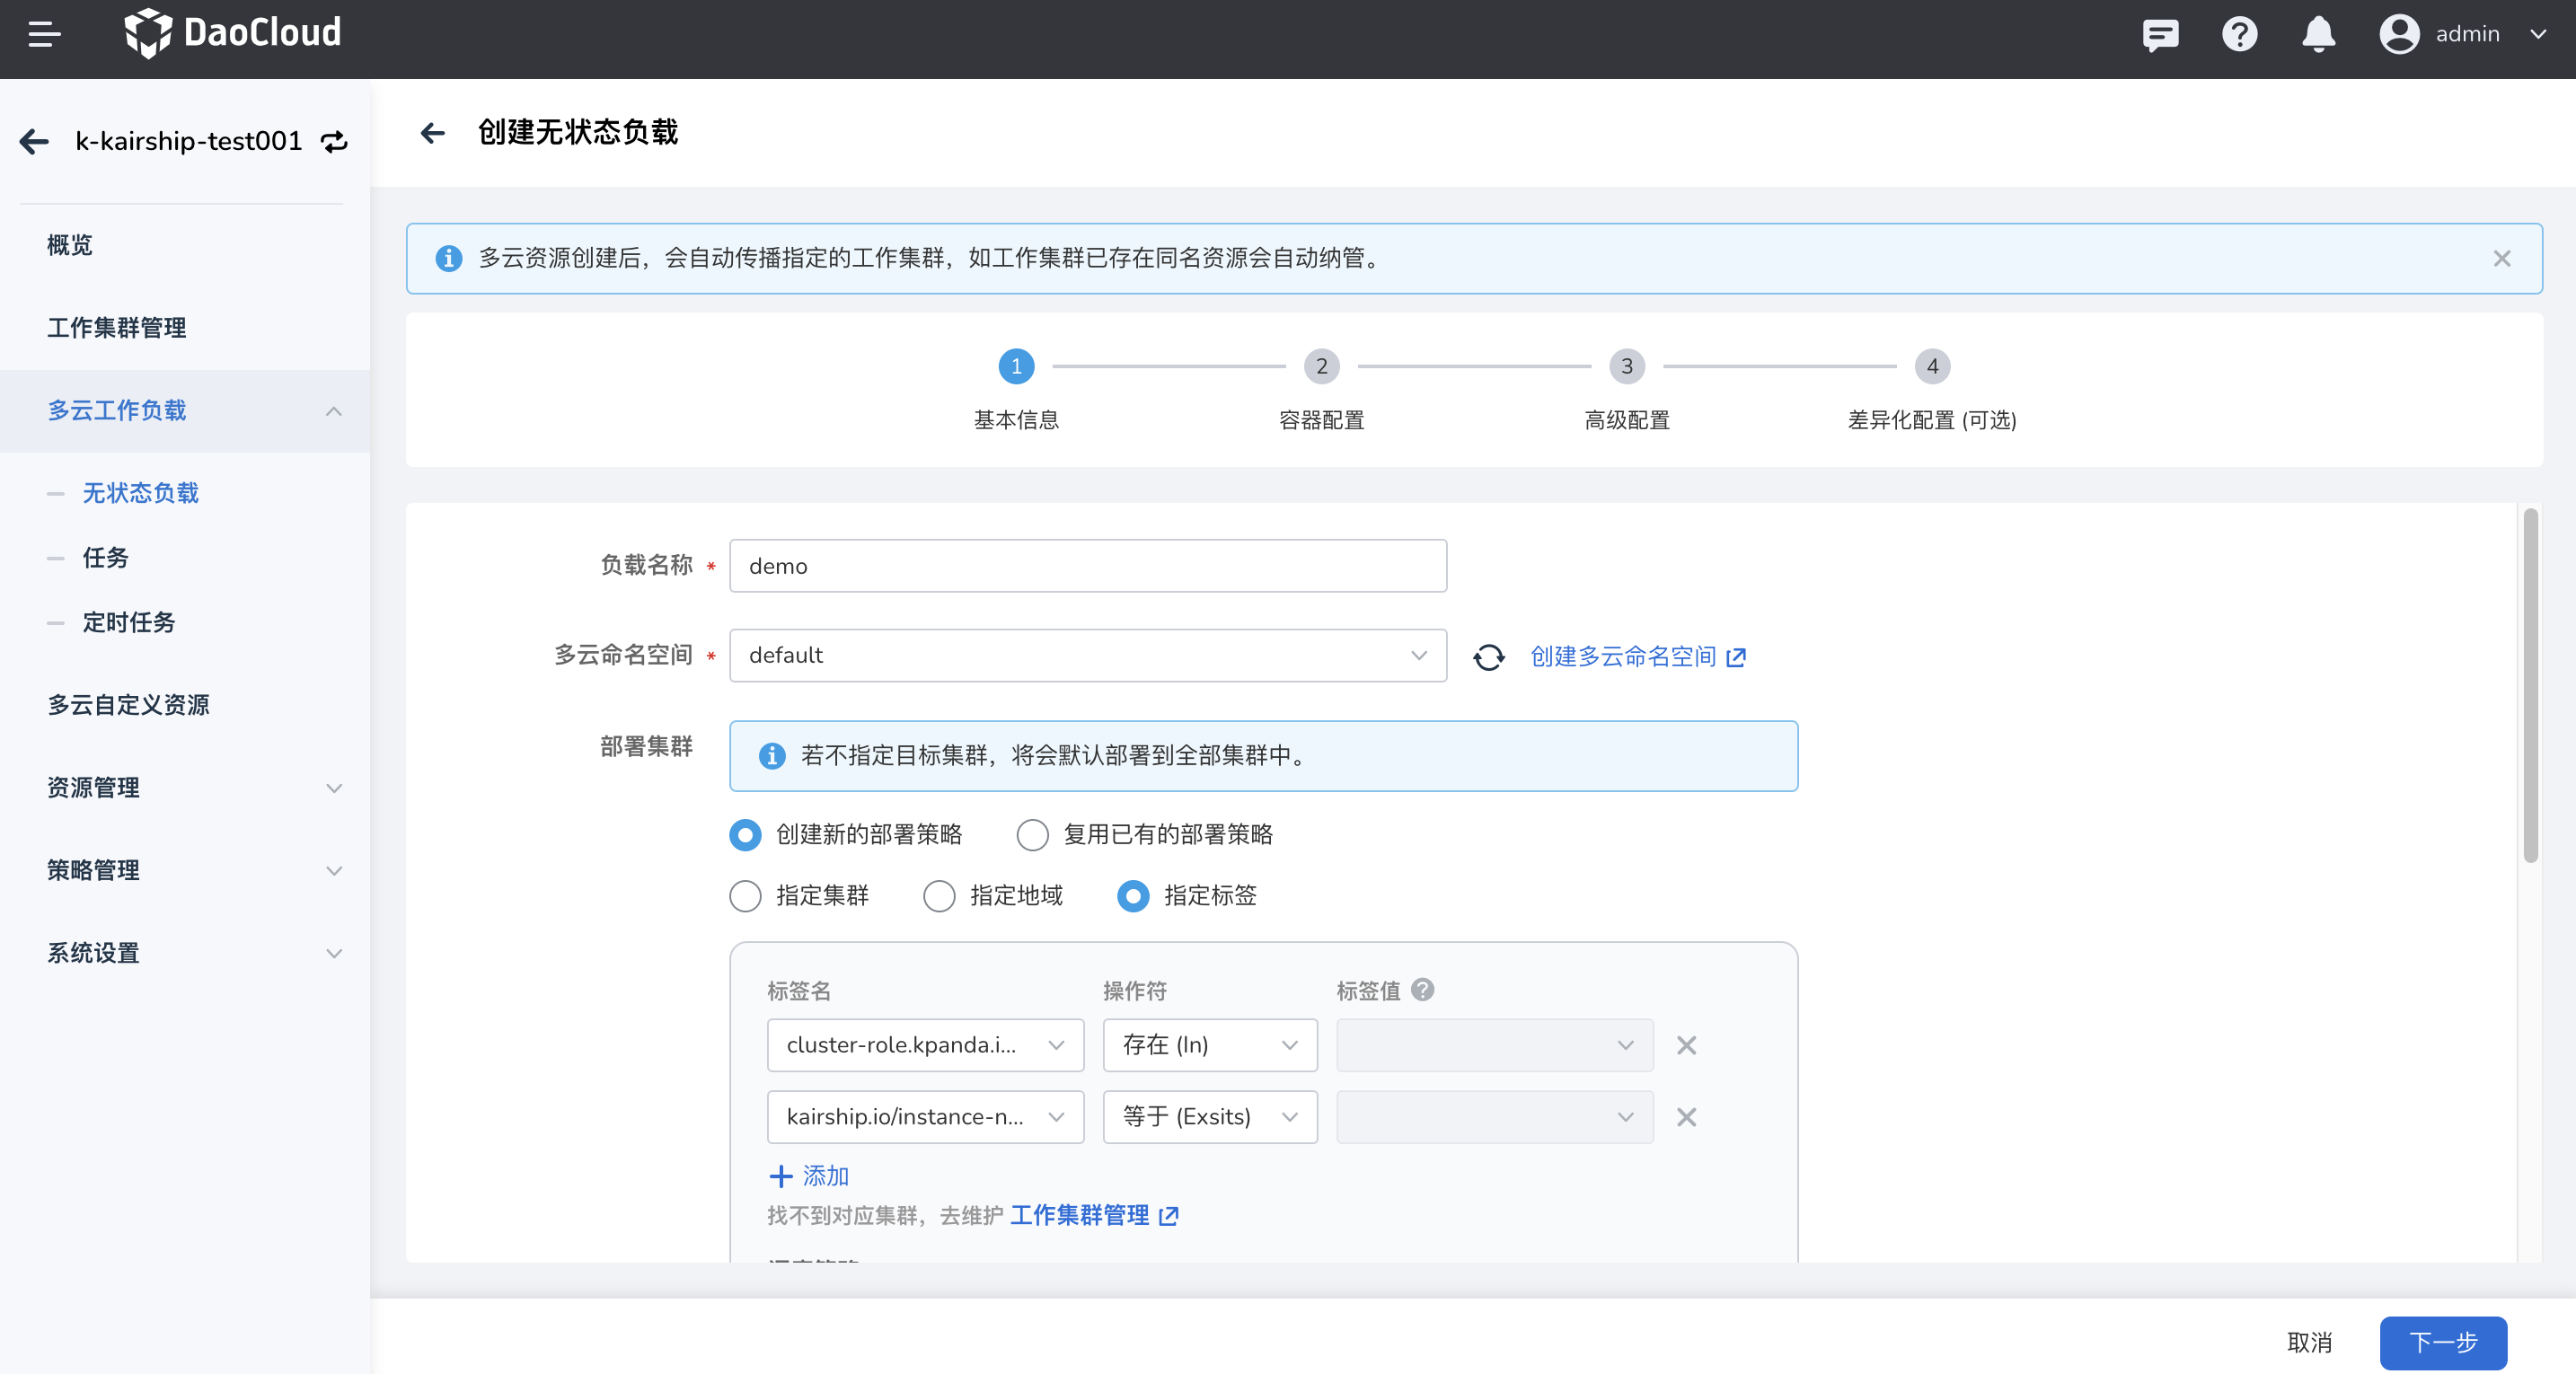 DaoCloud
admin
k-kairship-test001
概览
工作集群管理
多云工作负载
无状态负载
任务
定时任务
多云自定义资源
资源管理
策略管理
系统设置
创建无状态负载
多云资源创建后，会自动传播指定的工作集群，如工作集群已存在同名资源会自动纳管。
1 2 3 4
基本信息 容器配置 高级配置 差异化配置 (可选)
负载名称 * demo
多云命名空间 * default 创建多云命名空间
部署集群 若不指定目标集群，将会默认部署到全部集群中。
创建新的部署策略 复用已有的部署策略
指定集群 指定地域 指定标签
标签名 操作符 标签值
cluster-role.kpanda.i... 存在 (In)
kairship.io/instance-n... 等于 (Exsits)
添加
找不到对应集群，去维护 工作集群管理
取消 下一步